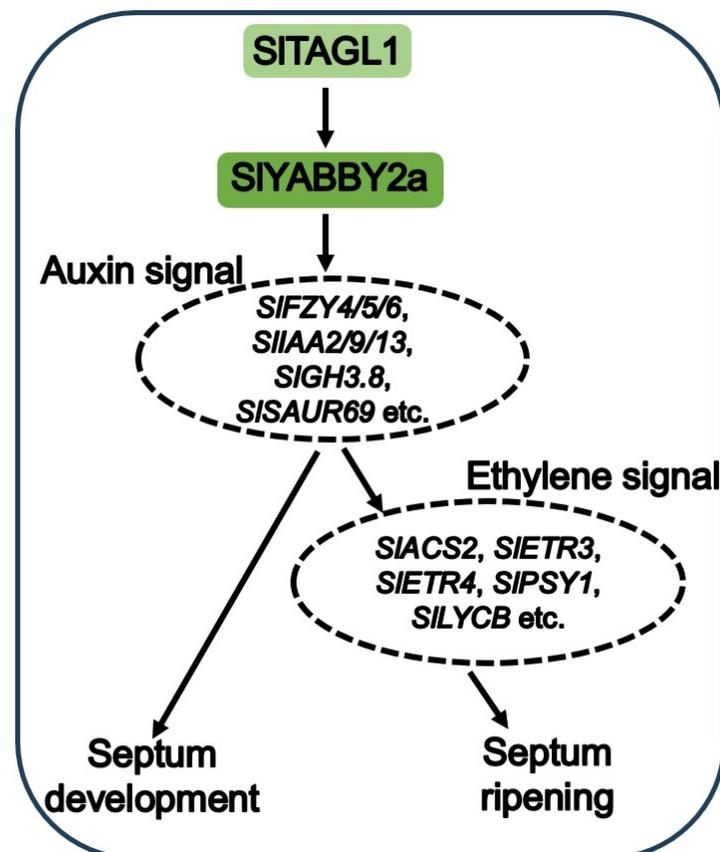 SlTAGL1
SlYABBY2a
Auxin signal
SlFZY4/5/6,
SlIAA2/9/13,
SlGH3.8,
SlSAUR69 etc.
Ethylene signal
SlACS2, SlETR3,
SlETR4, SlPSY1,
SlLYCB etc.
Septum
development
Septum
ripening